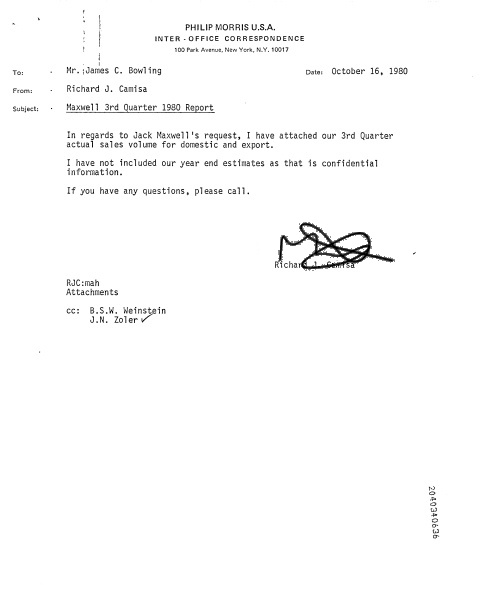 PHILIP MORRIS U.S.A.
INTER - OFFICE CORRESPONDENCE
100 Park Avenue, New York, N.Y. 10017
To: · Mr. James C. Bowling Date: October 16, 1980
From: · Richard J. Camisa
Subject: · Maxwell 3rd Quarter 1980 Report
In regards to Jack Maxwell's request, I have attached our 3rd Quarter
actual sales volume for domestic and export.
I have not included our year end estimates as that is confidential
information.
If you have any questions, please call.
Richard J. Camisa
RJC:mah
Attachments
cc: B.S.W. Weinstein
J.N. Zoler ✓
2040340636